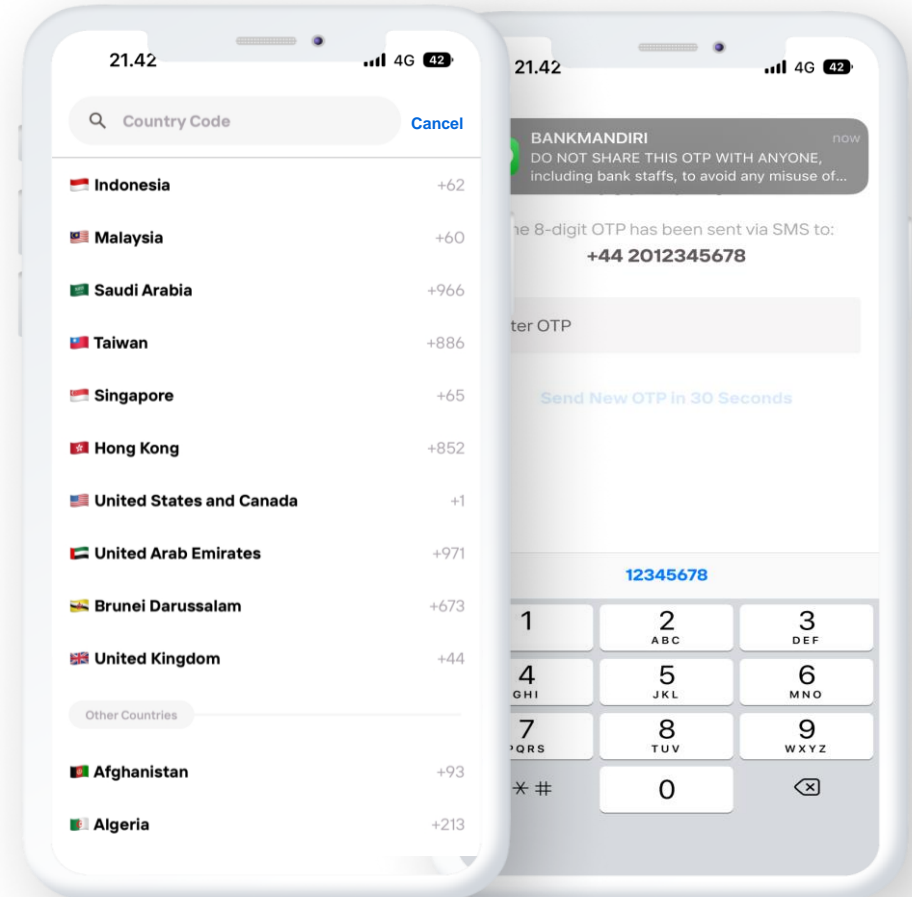 21.42
4G 42
Country Code
Cancel
Indonesia +62
Malaysia +60
Saudi Arabia +966
Taiwan +886
Singapore +65
Hong Kong +852
United States and Canada +1
United Arab Emirates +971
Brunei Darussalam +673
United Kingdom +44
Other Countries
Afghanistan +93
Algeria +213
21.42
4G 42
BANKMANDIRI now
DO NOT SHARE THIS OTP WITH ANYONE,
including bank staffs, to avoid any misuse of...
8-digit OTP has been sent via SMS to:
+44 2012345678
OTP
Send New OTP in 30 Seconds
12345678
1
2 ABC
3 DEF
4 GHI
5 JKL
6 MNO
7 PQRS
8 TUV
9 WXYZ
*#
0